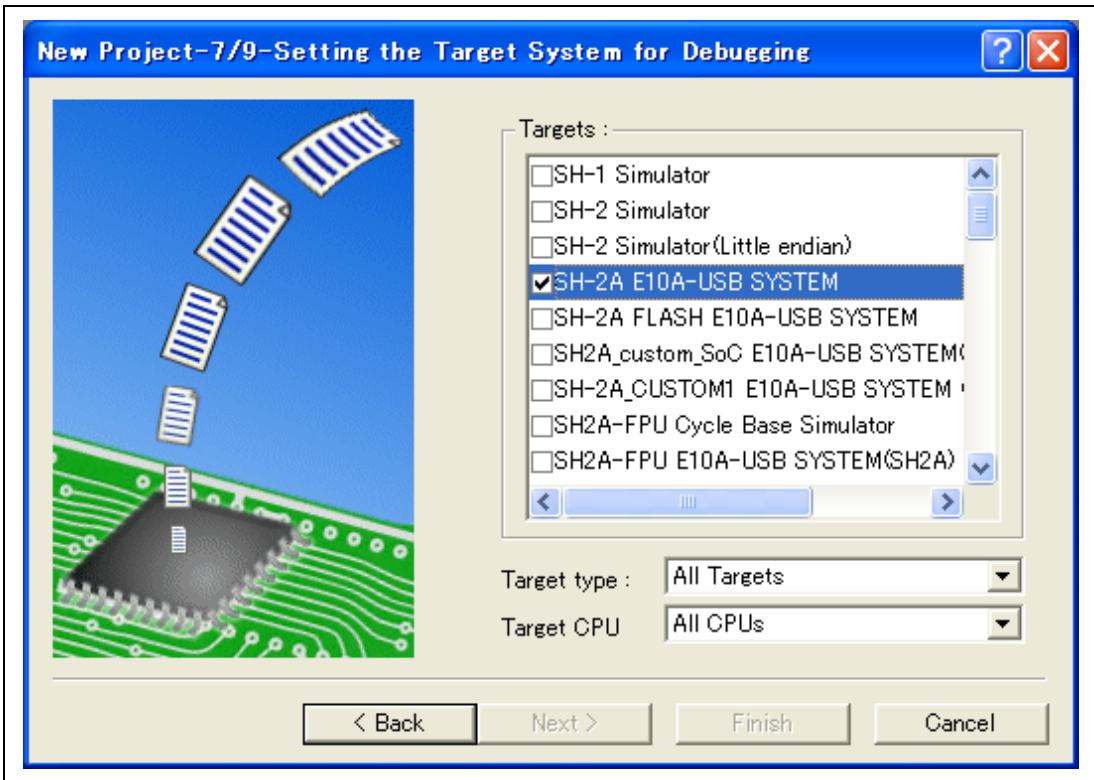 New Project-7/9-Setting the Target System for Debugging
Targets :
SH-1 Simulator
SH-2 Simulator
SH-2 Simulator(Little endian)
SH-2A E10A-USB SYSTEM
SH-2A FLASH E10A-USB SYSTEM
SH2A_custom_SoC E10A-USB SYSTEM(
SH-2A_CUSTOM1 E10A-USB SYSTEM (
SH2A-FPU Cycle Base Simulator
SH2A-FPU E10A-USB SYSTEM(SH2A)
Target type : All Targets
Target CPU All CPUs
< Back Next > Finish Cancel